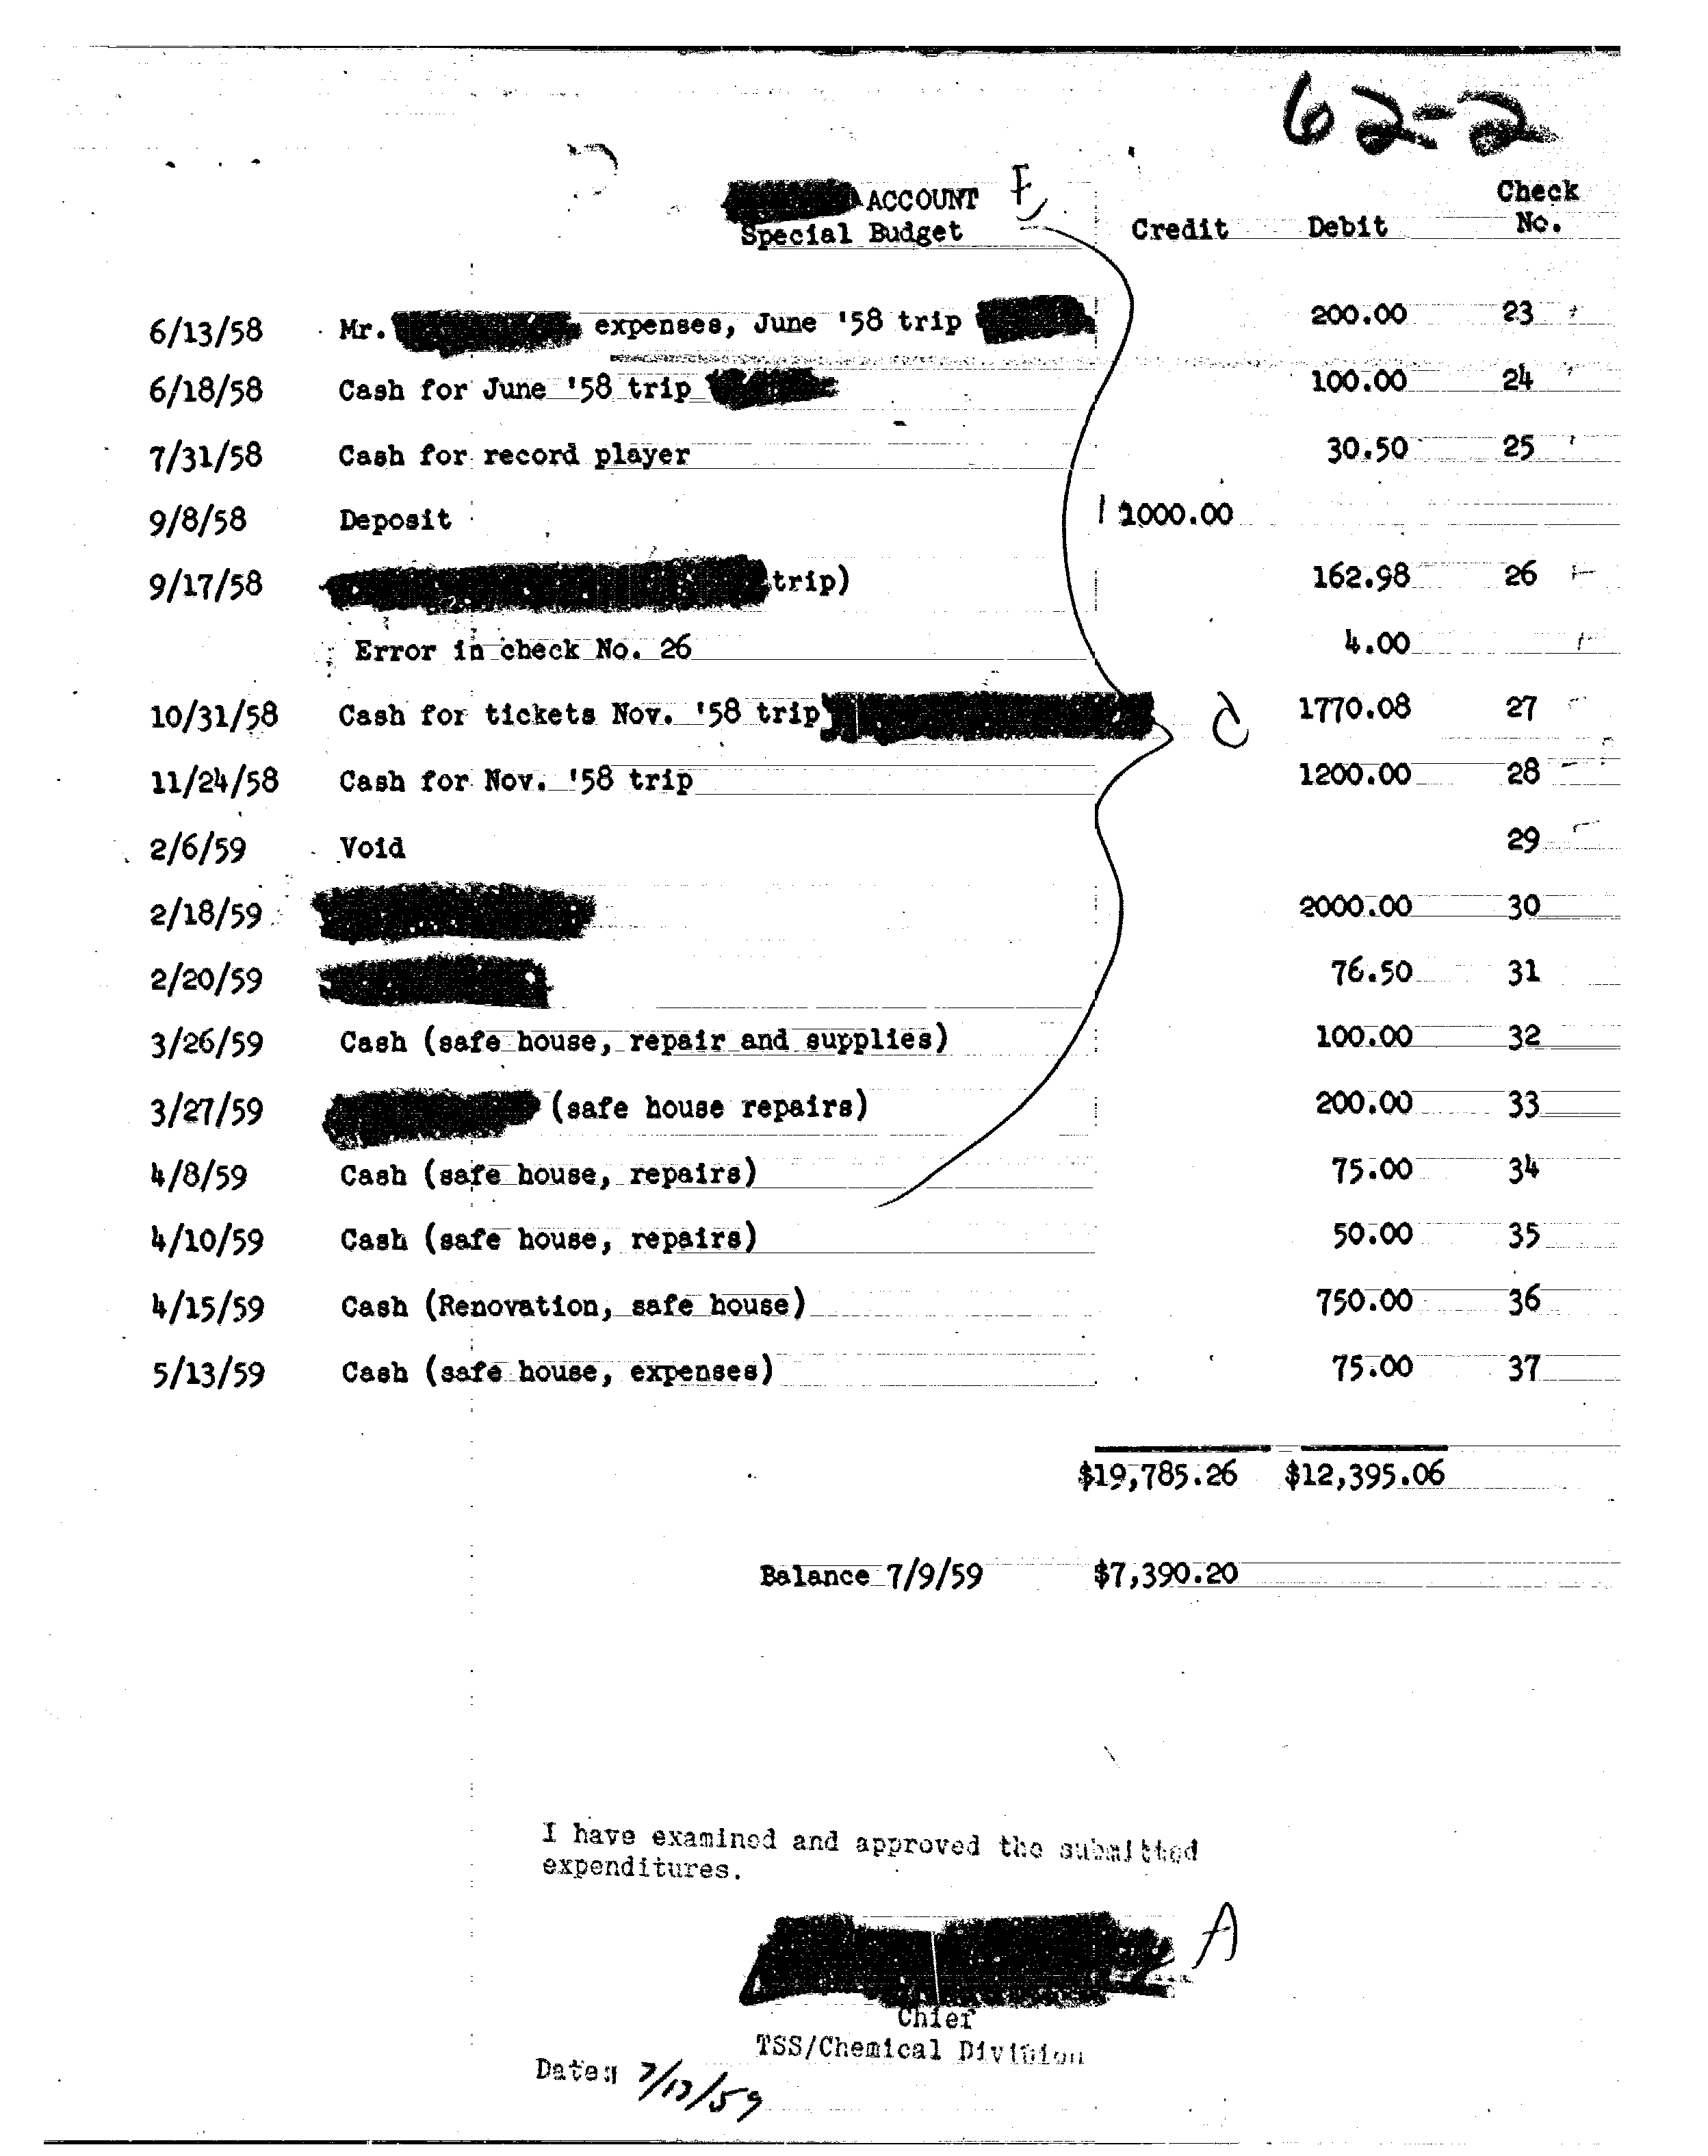 62-2
ACCOUNT F
Special Budget Credit Debit Check No.
6/13/58 Mr. expenses, June '58 trip 200.00 23
6/18/58 Cash for June '58 trip 100.00 24
7/31/58 Cash for record player 30.50 25
9/8/58 Deposit 1000.00
9/17/58 trip) 162.98 26
Error in check No. 26 4.00
10/31/58 Cash for tickets Nov. '58 trip C 1770.08 27
11/24/58 Cash for Nov. '58 trip 1200.00 28
2/6/59 Void 29
2/18/59 2000.00 30
2/20/59 76.50 31
3/26/59 Cash (safe house, repair and supplies) 100.00 32
3/27/59 (safe house repairs) 200.00 33
4/8/59 Cash (safe house, repairs) 75.00 34
4/10/59 Cash (safe house, repairs) 50.00 35
4/15/59 Cash (Renovation, safe house) 750.00 36
5/13/59 Cash (safe house, expenses) 75.00 37
$19,785.26 $12,395.06
Balance 7/9/59 $7,390.20
I have examined and approved the submitted
expenditures.
A
Chief
TSS/Chemical Division
Date: 7/13/59